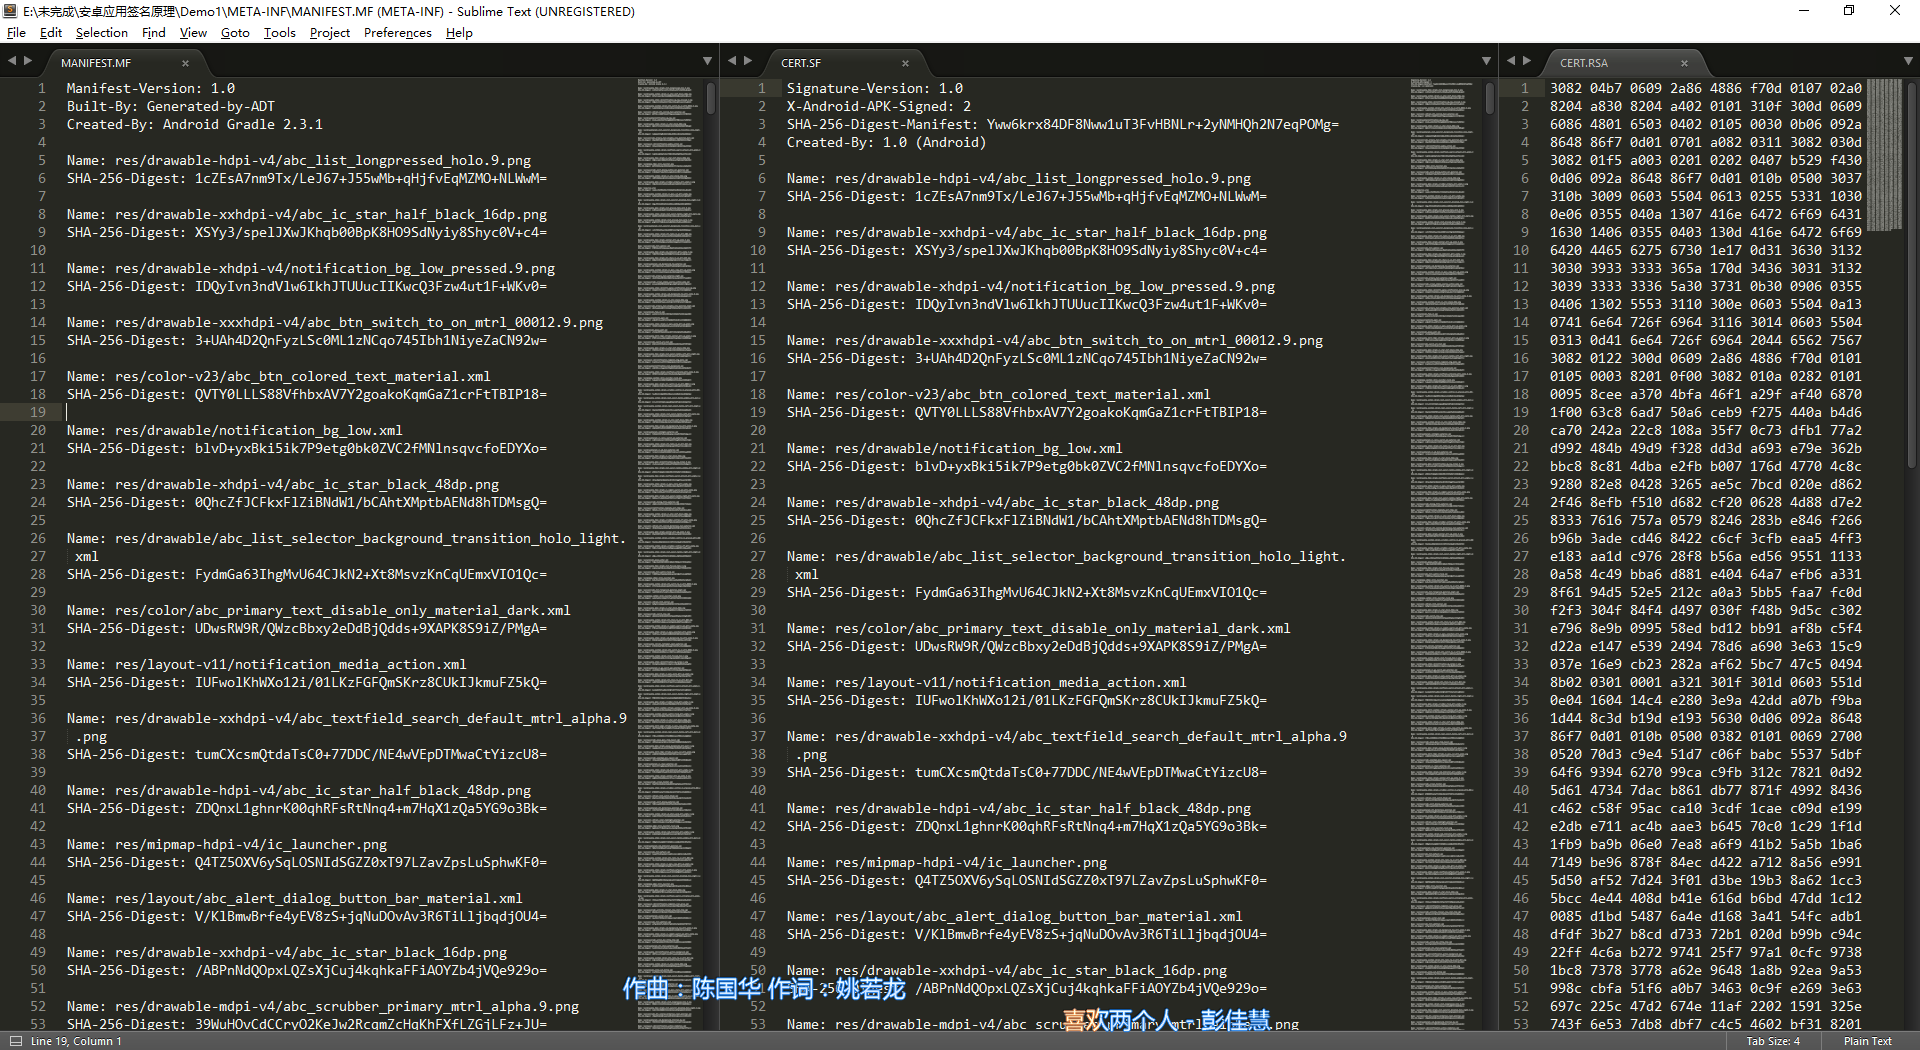 E:\未完成\安卓应用签名原理\Demo1\META-INF\MANIFEST.MF (META-INF) - Sublime Text (UNREGISTERED)
File Edit Selection Find View Goto Tools Project Preferences Help
MANIFEST.MF
1 Manifest-Version: 1.0
2 Built-By: Generated-by-ADT
3 Created-By: Android Gradle 2.3.1
4
5 Name: res/drawable-hdpi-v4/abc_list_longpressed_holo.9.png
6 SHA-256-Digest: 1cZEsA7nm9Tx/LeJ67+J55wMb+qHjfvEqMZMO+NLWwM=
7
8 Name: res/drawable-xxhdpi-v4/abc_ic_star_half_black_16dp.png
9 SHA-256-Digest: XSYy3/spelJXwJKhqb00BpK8HO9SdNyiy8Shyc0V+c4=
10
11 Name: res/drawable-xhdpi-v4/notification_bg_low_pressed.9.png
12 SHA-256-Digest: IDQyIvn3ndVlw6IkhJTUUucIIKwcQ3Fzw4ut1F+WKv0=
13
14 Name: res/drawable-xxxhdpi-v4/abc_btn_switch_to_on_mtrl_00012.9.png
15 SHA-256-Digest: 3+UAh4D2QnFyzLSc0ML1zNCqo745Ibh1NiyeZaCN92w=
16
17 Name: res/color-v23/abc_btn_colored_text_material.xml
18 SHA-256-Digest: QVTY0LLLS88VfhbxAV7Y2goakoKqmGaZ1crFtTBIP18=
19
20 Name: res/drawable/notification_bg_low.xml
21 SHA-256-Digest: blvD+yxBki5ik7P9etg0bk0ZVC2fMNlnsqvcfoEDYXo=
22
23 Name: res/drawable-xhdpi-v4/abc_ic_star_black_48dp.png
24 SHA-256-Digest: 0QhcZfJCFkxFlZiBNdW1/bCAhtXMptbAENd8hTDMsgQ=
25
26 Name: res/drawable/abc_list_selector_background_transition_holo_light.
27 xml
28 SHA-256-Digest: FydmGa63IhgMvU64CJkN2+Xt8MsvzKnCqUEmxVIO1Qc=
29
30 Name: res/color/abc_primary_text_disable_only_material_dark.xml
31 SHA-256-Digest: UDwsRW9R/QWzcBbxy2eDdBjQdds+9XAPK8S9iZ/PMgA=
32
33 Name: res/layout-v11/notification_media_action.xml
34 SHA-256-Digest: IUFwolKhWXo12i/01LKzFGFQmSKrz8CUkIJkmuFZ5kQ=
35
36 Name: res/drawable-xxhdpi-v4/abc_textfield_search_default_mtrl_alpha.9
37 .png
38 SHA-256-Digest: tumCXcsmQtdaTsC0+77DDC/NE4wVEpDTMwaCtYizcU8=
39
40 Name: res/drawable-hdpi-v4/abc_ic_star_half_black_48dp.png
41 SHA-256-Digest: ZDQnxL1ghnrK00qhRFsRtNnq4+m7HqX1zQa5YG9o3Bk=
42
43 Name: res/mipmap-hdpi-v4/ic_launcher.png
44 SHA-256-Digest: Q4TZ5OXV6ySqLOSNIdSGZZ0xT97LZavZpsLuSphwKF0=
45
46 Name: res/layout/abc_alert_dialog_button_bar_material.xml
47 SHA-256-Digest: V/KlBmwBrfe4yEV8zS+jqNuDOvAv3R6TiLljbqdjOU4=
48
49 Name: res/drawable-xxhdpi-v4/abc_ic_star_black_16dp.png
50 SHA-256-Digest: /ABPnNdQOpxLQZsXjCuj4kqhkaFFiAOYZb4jVQe929o=
51
52 Name: res/drawable-mdpi-v4/abc_scrubber_primary_mtrl_alpha.9.png
53 SHA-256-Digest: 39WuHOvCdCCryO2KeJw2RcqmZcHgKhFXfLZGjLFz+JU=
CERT.SF
1 Signature-Version: 1.0
2 X-Android-APK-Signed: 2
3 SHA-256-Digest-Manifest: Yww6krx84DF8Nww1uT3FvHBNLr+2yNMHQh2N7eqPOMg=
4 Created-By: 1.0 (Android)
5
6 Name: res/drawable-hdpi-v4/abc_list_longpressed_holo.9.png
7 SHA-256-Digest: 1cZEsA7nm9Tx/LeJ67+J55wMb+qHjfvEqMZMO+NLWwM=
8
9 Name: res/drawable-xxhdpi-v4/abc_ic_star_half_black_16dp.png
10 SHA-256-Digest: XSYy3/spelJXwJKhqb00BpK8HO9SdNyiy8Shyc0V+c4=
11
12 Name: res/drawable-xhdpi-v4/notification_bg_low_pressed.9.png
13 SHA-256-Digest: IDQyIvn3ndVlw6IkhJTUUucIIKwcQ3Fzw4ut1F+WKv0=
14
15 Name: res/drawable-xxxhdpi-v4/abc_btn_switch_to_on_mtrl_00012.9.png
16 SHA-256-Digest: 3+UAh4D2QnFyzLSc0ML1zNCqo745Ibh1NiyeZaCN92w=
17
18 Name: res/color-v23/abc_btn_colored_text_material.xml
19 SHA-256-Digest: QVTY0LLLS88VfhbxAV7Y2goakoKqmGaZ1crFtTBIP18=
20
21 Name: res/drawable/notification_bg_low.xml
22 SHA-256-Digest: blvD+yxBki5ik7P9etg0bk0ZVC2fMNlnsqvcfoEDYXo=
23
24 Name: res/drawable-xhdpi-v4/abc_ic_star_black_48dp.png
25 SHA-256-Digest: 0QhcZfJCFkxFlZiBNdW1/bCAhtXMptbAENd8hTDMsgQ=
26
27 Name: res/drawable/abc_list_selector_background_transition_holo_light.
28 xml
29 SHA-256-Digest: FydmGa63IhgMvU64CJkN2+Xt8MsvzKnCqUEmxVIO1Qc=
30
31 Name: res/color/abc_primary_text_disable_only_material_dark.xml
32 SHA-256-Digest: UDwsRW9R/QWzcBbxy2eDdBjQdds+9XAPK8S9iZ/PMgA=
33
34 Name: res/layout-v11/notification_media_action.xml
35 SHA-256-Digest: IUFwolKhWXo12i/01LKzFGFQmSKrz8CUkIJkmuFZ5kQ=
36
37 Name: res/drawable-xxhdpi-v4/abc_textfield_search_default_mtrl_alpha.9
38 .png
39 SHA-256-Digest: tumCXcsmQtdaTsC0+77DDC/NE4wVEpDTMwaCtYizcU8=
40
41 Name: res/drawable-hdpi-v4/abc_ic_star_half_black_48dp.png
42 SHA-256-Digest: ZDQnxL1ghnrK00qhRFsRtNnq4+m7HqX1zQa5YG9o3Bk=
43
44 Name: res/mipmap-hdpi-v4/ic_launcher.png
45 SHA-256-Digest: Q4TZ5OXV6ySqLOSNIdSGZZ0xT97LZavZpsLuSphwKF0=
46
47 Name: res/layout/abc_alert_dialog_button_bar_material.xml
48 SHA-256-Digest: V/KlBmwBrfe4yEV8zS+jqNuDOvAv3R6TiLljbqdjOU4=
49
50 Name: res/drawable-xxhdpi-v4/abc_ic_star_black_16dp.png
51 /ABPnNdQOpxLQZsXjCuj4kqhkaFFiAOYZb4jVQe929o=
52
53 Name: res/drawable-mdpi-v4/abc_scru .png
CERT.RSA
1 3082 04b7 0609 2a86 4886 f70d 0107 02a0
2 8204 a830 8204 a402 0101 310f 300d 0609
3 6086 4801 6503 0402 0105 0030 0b06 092a
4 8648 86f7 0d01 0701 a082 0311 3082 030d
5 3082 01f5 a003 0201 0202 0407 b529 f430
6 0d06 092a 8648 86f7 0d01 010b 0500 3037
7 310b 3009 0603 5504 0613 0255 5331 1030
8 0e06 0355 040a 1307 416e 6472 6f69 6431
9 1630 1406 0355 0403 130d 416e 6472 6f69
10 6420 4465 6275 6730 1e17 0d31 3630 3132
11 3030 3933 3333 365a 170d 3436 3031 3132
12 3039 3333 3336 5a30 3731 0b30 0906 0355
13 0406 1302 5553 3110 300e 0603 5504 0a13
14 0741 6e64 726f 6964 3116 3014 0603 5504
15 0313 0d41 6e64 726f 6964 2044 6562 7567
16 3082 0122 300d 0609 2a86 4886 f70d 0101
17 0105 0003 8201 0f00 3082 010a 0282 0101
18 0095 8cee a370 4bfa 46f1 a29f af40 6870
19 1f00 63c8 6ad7 50a6 ceb9 f275 440a b4d6
20 ca70 242a 22c8 108a 35f7 0c73 dfb1 77a2
21 d992 484b 49d9 f328 dd3d a693 e79e 362b
22 bbc8 8c81 4dba e2fb b007 176d 4770 4c8c
23 9280 82e8 0428 3265 ae5c 7bcd 020e d862
24 2f46 8efb f510 d682 cf20 0628 4d88 d7e2
25 8333 7616 757a 0579 8246 283b e846 f266
26 b96b 3ade cd46 8422 c6cf 3cfb eaa5 4ff3
27 e183 aa1d c976 28f8 b56a ed56 9551 1133
28 0a58 4c49 bba6 d881 e404 64a7 efb6 a331
29 8f61 94d5 52e5 212c a0a3 5bb5 faa7 fc0d
30 f2f3 304f 84f4 d497 030f f48b 9d5c c302
31 e796 8e9b 0995 58ed bd12 bb91 af8b c5f4
32 d22a e147 e539 2494 78d6 a690 3e63 15c9
33 037e 16e9 cb23 282a af62 5bc7 47c5 0494
34 8b02 0301 0001 a321 301f 301d 0603 551d
35 0e04 1604 14c4 e280 3e9a 42dd a07b f9ba
36 1d44 8c3d b19d e193 5630 0d06 092a 8648
37 86f7 0d01 010b 0500 0382 0101 0069 2700
38 0520 70d3 c9e4 51d7 c06f babc 5537 5dbf
39 64f6 9394 6270 99ca c9fb 312c 7821 0d92
40 5d61 4734 7dac b861 db77 871f 4992 8436
41 c462 c58f 95ac ca10 3cdf 1cae c09d e199
42 e2db e711 ac4b aae3 b645 70c0 1c29 1f1d
43 1fb9 ba9b 06e0 7ea8 a6f9 41b2 5a5b 1ba6
44 7149 be96 878f 84ec d422 a712 8a56 e991
45 5d50 af52 7d24 3f01 d3be 19b3 8a62 1cc3
46 5bcc 4e44 408d b41e 616d b6bd 47dd 1c12
47 0085 d1bd 5487 6a4e d168 3a41 54fc adb1
48 dfdf 3b27 b8cd d733 72b1 020d b99b c94c
49 22ff 4c6a b272 9741 25f7 97a1 0cfc 9738
50 1bc8 7378 3778 a62e 9648 1a8b 92ea 9a53
51 998c cbfa 51f6 a0b7 3463 0c9f e269 3e63
52 697c 225c 47d2 674e 11af 2202 1591 325e
53 743f 6e53 7db8 dbf7 c4c5 4602 bf31 8201
作曲：陈国华 作词：姚若龙
喜欢两个人 - 彭佳慧
Line 19, Column 1
Tab Size: 4
Plain Text